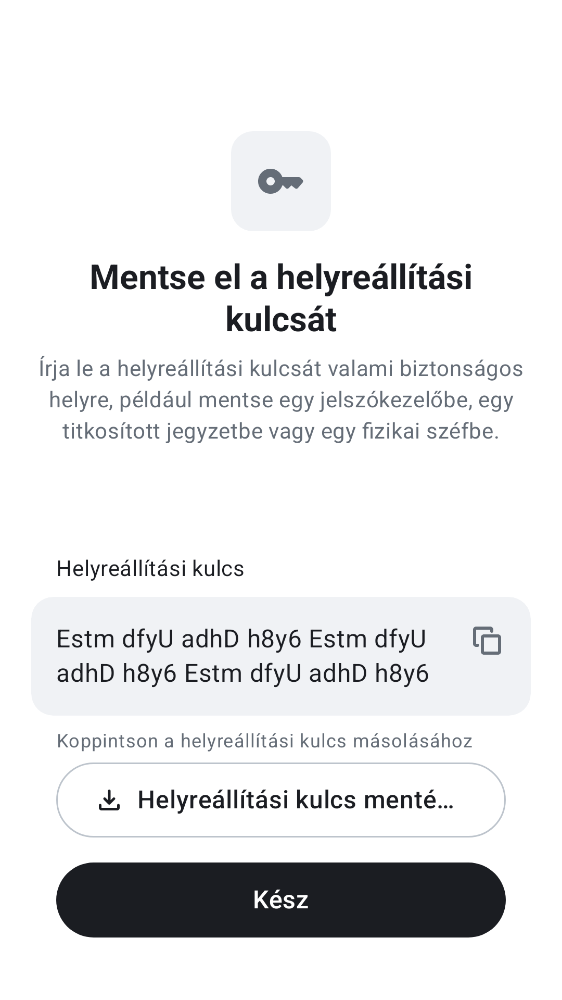 Mentse el a helyreállítási
kulcsát
Írja le a helyreállítási kulcsát valami biztonságos
helyre, például mentse egy jelszókezelőbe, egy
titkosított jegyzetbe vagy egy fizikai széfbe.
Helyreállítási kulcs
Estm dfyU adhD h8y6 Estm dfyU
adhD h8y6 Estm dfyU adhD h8y6
Koppintson a helyreállítási kulcs másolásához
Helyreállítási kulcs menté…
Kész